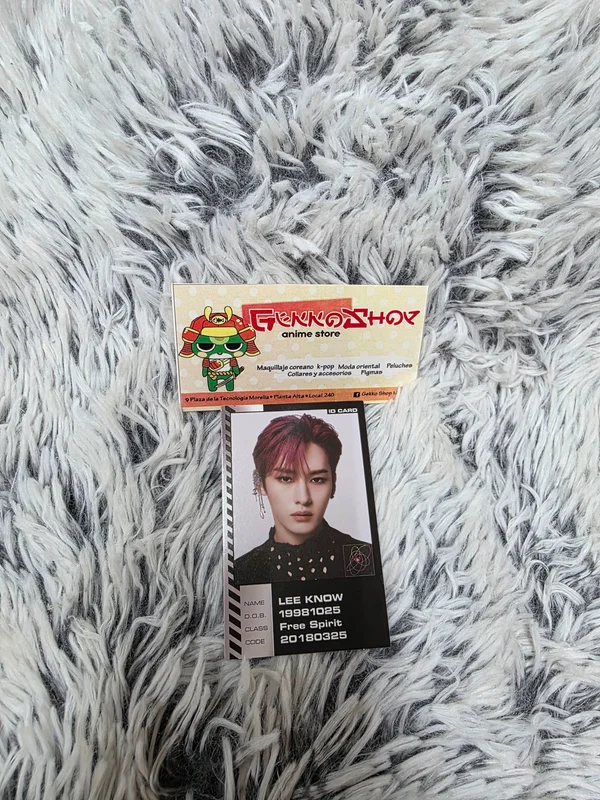 GekkoShop
anime store
Maquillaje coreano k-pop Moda oriental Peluches
Collares y accesorios Figmas
Plaza de la Tecnología Morelia • Planta Alta • Local 240
Gekko Shop
ID CARD
NAME LEE KNOW
D.O.B. 19981025
CLASS Free Spirit
CODE 20180325